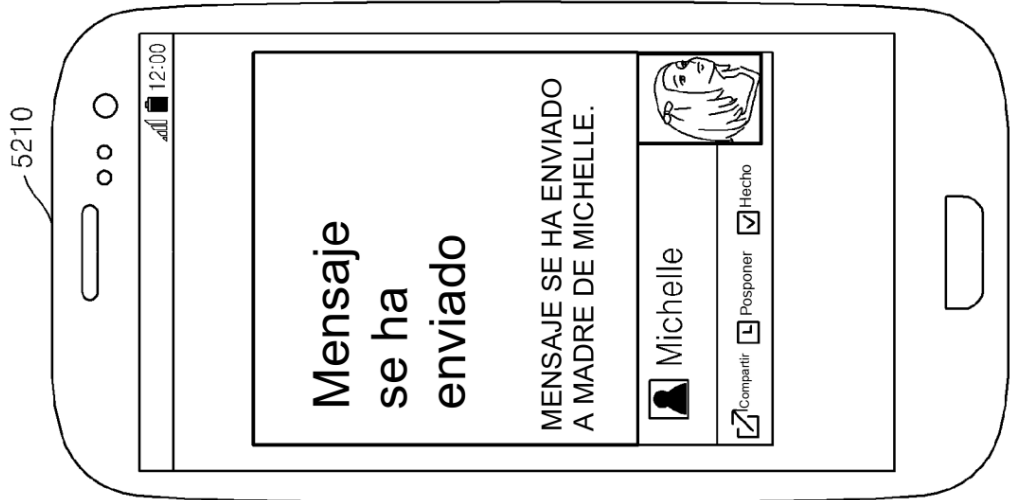 5210
12:00
Mensaje
se ha
enviado
MENSAJE SE HA ENVIADO
A MADRE DE MICHELLE.
Michelle
Compartir Posponer Hecho